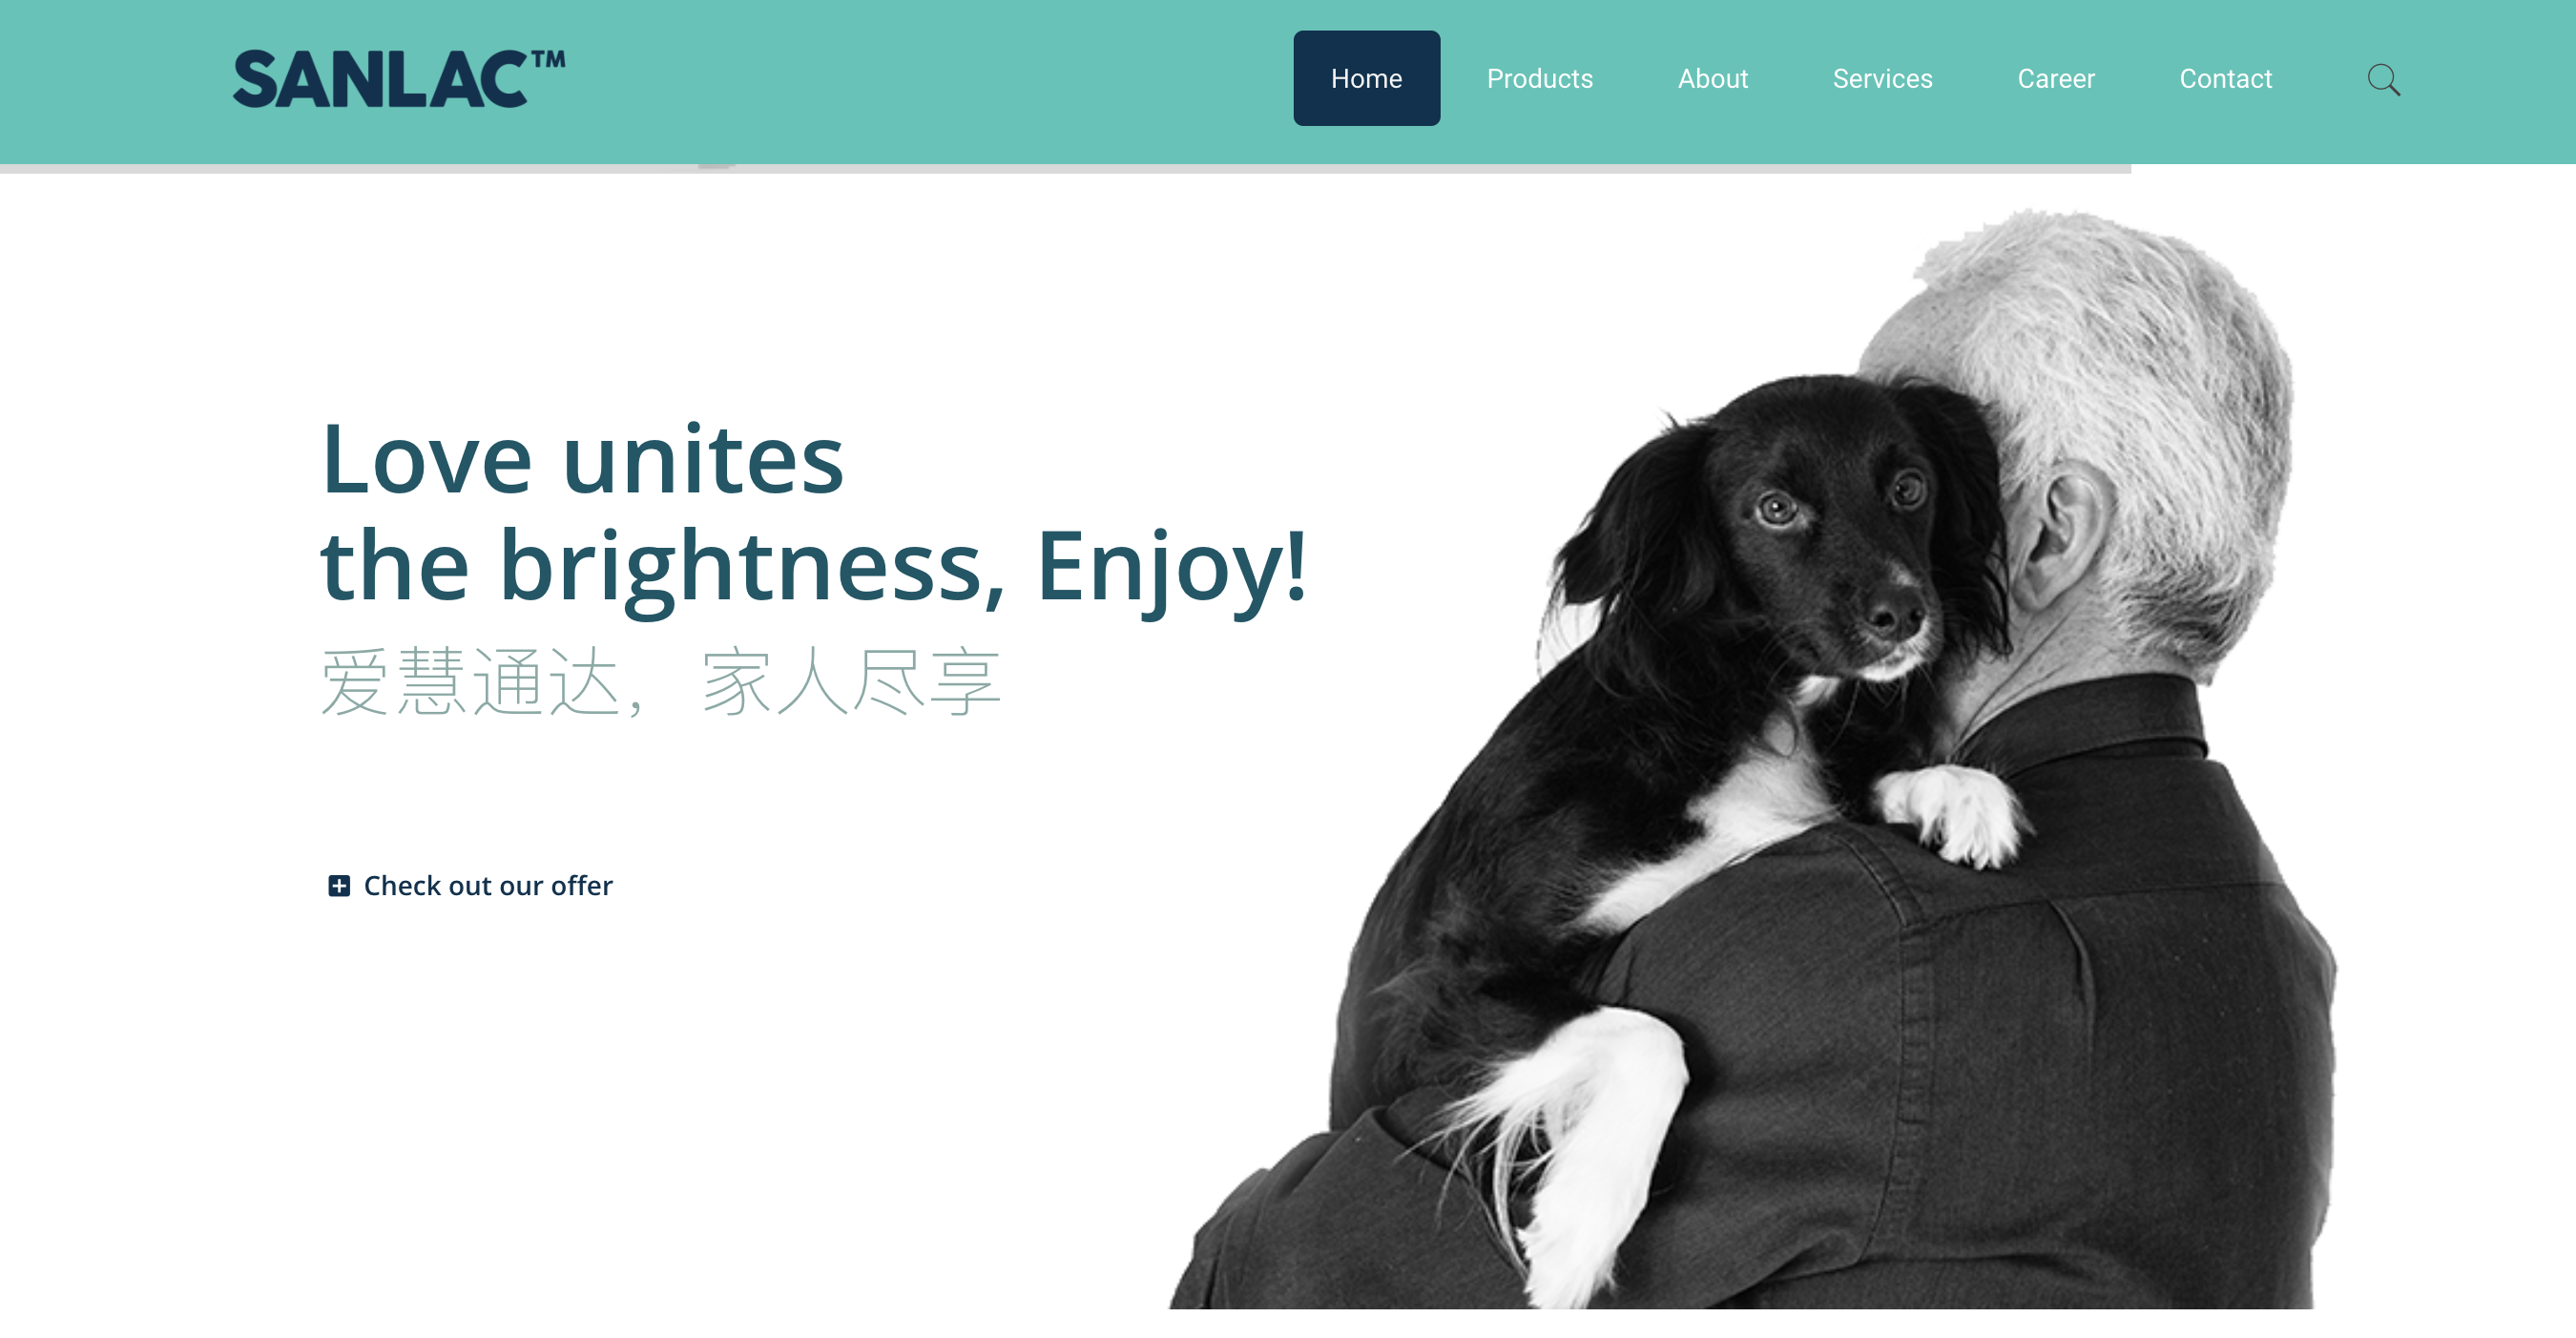 SANLAC™
Home Products About Services Career Contact
Love unites
the brightness, Enjoy!
爱慧通达，家人尽享
Check out our offer